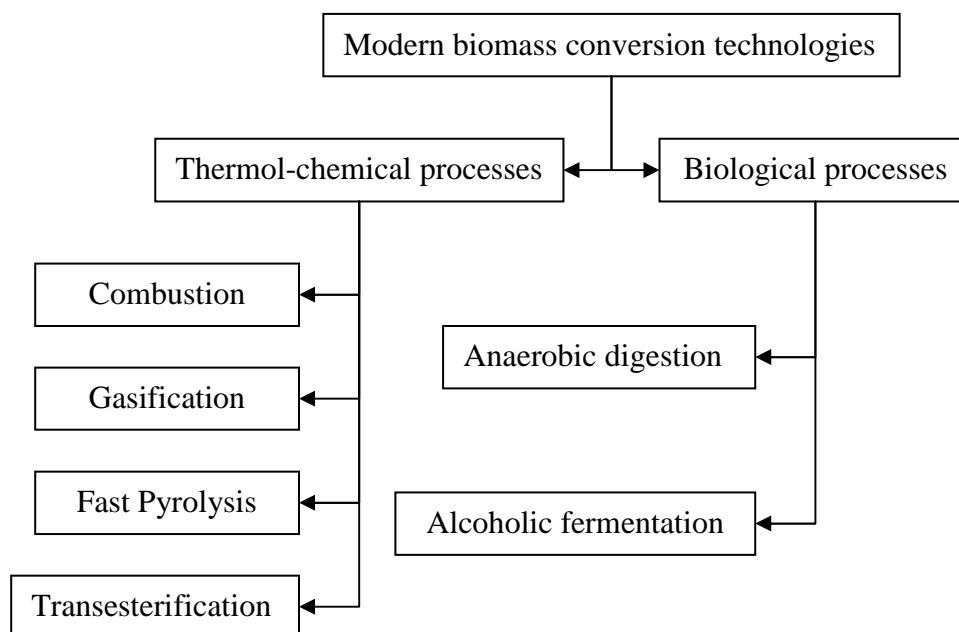 Modern biomass conversion technologies
Thermol-chemical processes
Biological processes
Combustion
Gasification
Fast Pyrolysis
Transesterification
Anaerobic digestion
Alcoholic fermentation